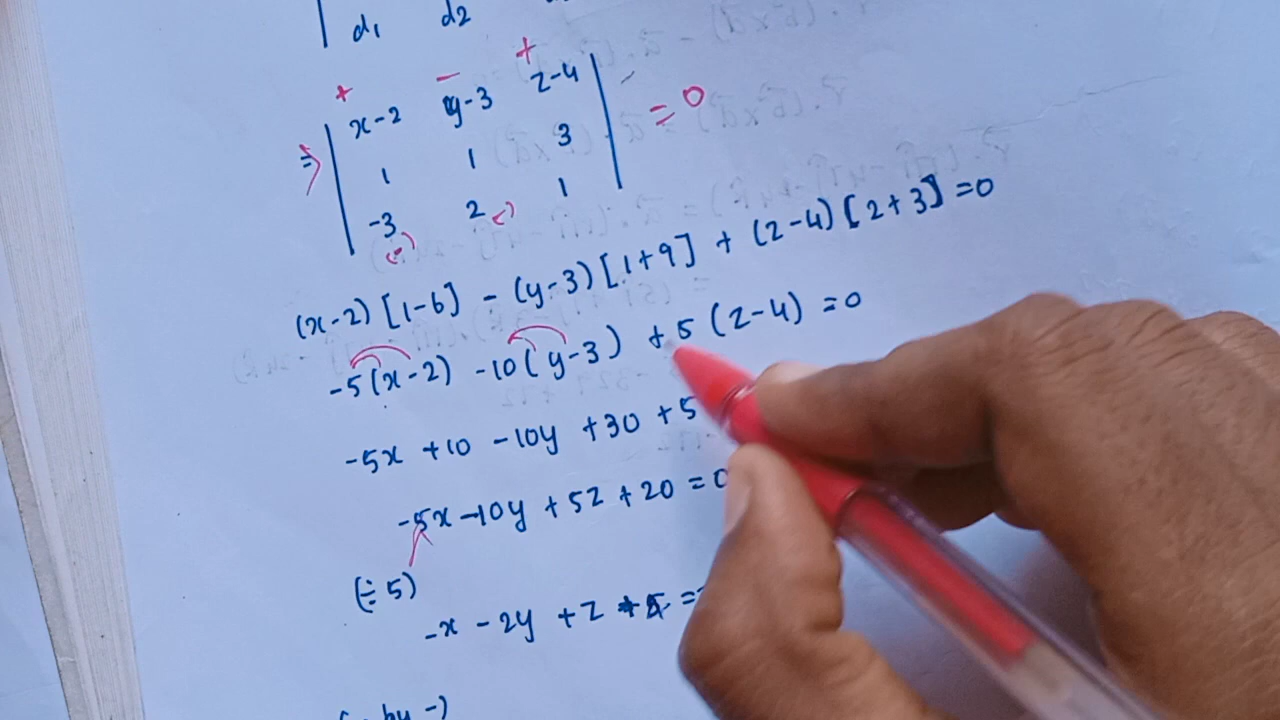 d₁ d₂
+ − +
x-2 y-3 z-4
⇒ 1 1 3 = 0
-3 2 1
(x-2) [1-6] - (y-3) [1+9] + (z-4) [2+3] = 0
-5(x-2) -10(y-3) +5(z-4) = 0
-5x +10 -10y +30 +5
-5x -10y +5z +20 = 0
(÷ 5)
-x - 2y + z + 4 =
by -)